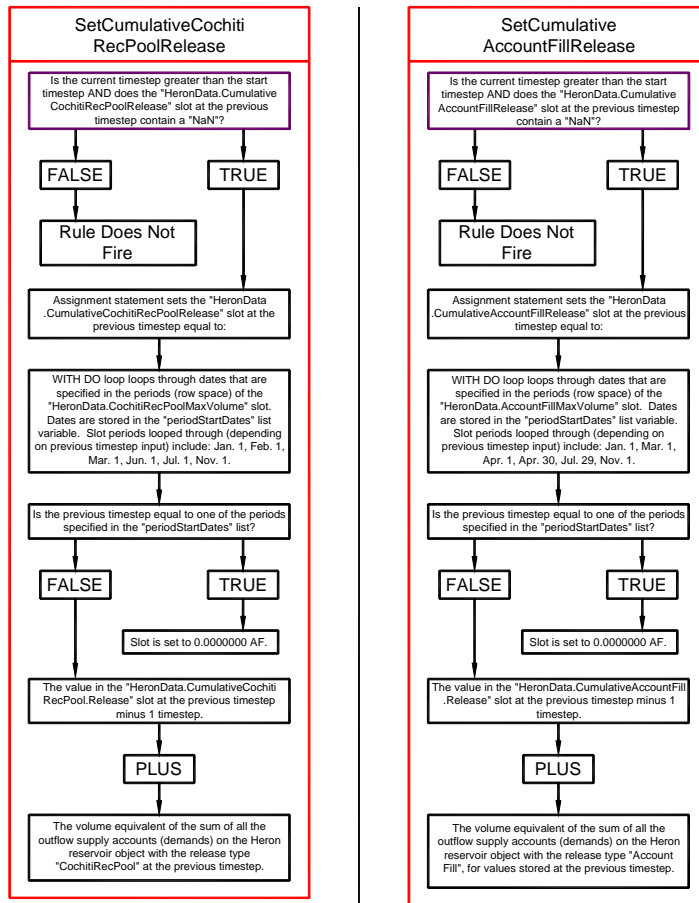 SetCumulativeCochiti
RecPoolRelease
Is the current timestep greater than the start
timestep AND does the "HeronData.Cumulative
CochitiRecPoolRelease" slot at the previous
timestep contain a "NaN"?
FALSE
TRUE
Rule Does Not
Fire
Assignment statement sets the "HeronData
.CumulativeCochitiRecPoolRelease" slot at the
previous timestep equal to:
WITH DO loop loops through dates that are
specified in the periods (row space) of the
"HeronData.CochitiRecPoolMaxVolume" slot.
Dates are stored in the "periodStartDates" list
variable.  Slot periods looped through (depending
on previous timestep input) include: Jan. 1, Feb. 1,
Mar. 1, Jun. 1, Jul. 1, Nov. 1.
Is the previous timestep equal to one of the periods
specified in the "periodStartDates" list?
FALSE
TRUE
Slot is set to 0.0000000 AF.
The value in the "HeronData.CumulativeCochiti
RecPool.Release" slot at the previous timestep
minus 1 timestep.
PLUS
The volume equivalent of the sum of all the
outflow supply accounts (demands) on the Heron
reservoir object with the release type
"CochitiRecPool" at the previous timestep.
SetCumulative
AccountFillRelease
Is the current timestep greater than the start
timestep AND does the "HeronData.Cumulative
AccountFillRelease" slot at the previous timestep
contain a "NaN"?
FALSE
TRUE
Rule Does Not
Fire
Assignment statement sets the "HeronData
.CumulativeAccountFillRelease" slot at the previous
timestep equal to:
WITH DO loop loops through dates that are
specified in the periods (row space) of the
"HeronData.AccountFillMaxVolume" slot.  Dates
are stored in the "periodStartDates" list variable.
Slot periods looped through (depending on
previous timestep input) include: Jan. 1, Mar. 1,
Apr. 1, Apr. 30, Jul. 29, Nov. 1.
Is the previous timestep equal to one of the periods
specified in the "periodStartDates" list?
FALSE
TRUE
Slot is set to 0.0000000 AF.
The value in the "HeronData.CumulativeAccountFill
.Release" slot at the previous timestep minus 1
timestep.
PLUS
The volume equivalent of the sum of all the
outflow supply accounts (demands) on the Heron
reservoir object with the release type "Account
Fill", for values stored at the previous timestep.